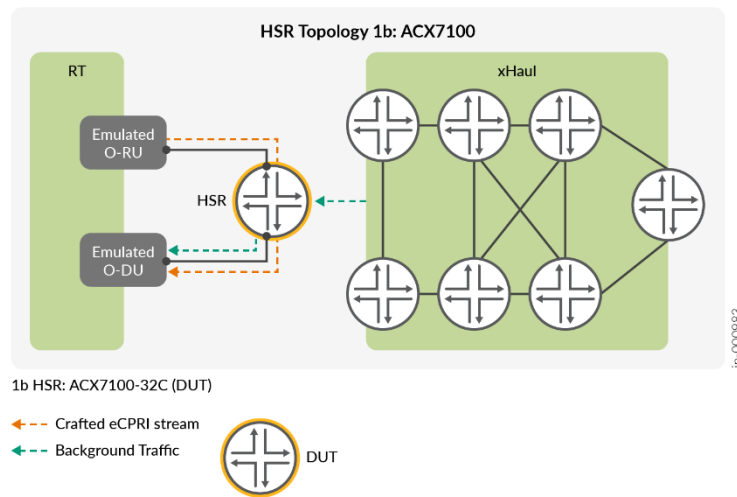 HSR Topology 1b: ACX7100
RT
xHaul
Emulated
O-RU
HSR
Emulated
O-DU
1b HSR: ACX7100-32C (DUT)
Crafted eCPRI stream
Background Traffic
DUT